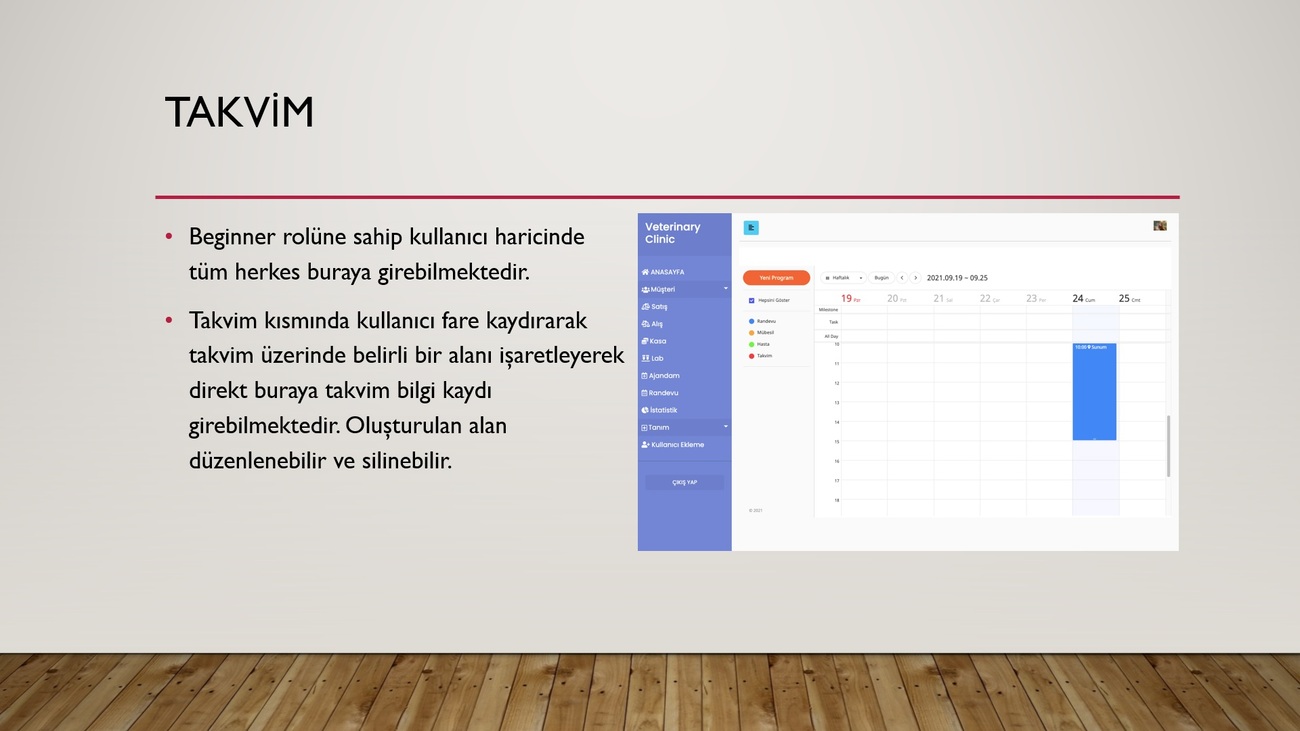 TAKVİM
• Beginner rolüne sahip kullanıcı haricinde
tüm herkes buraya girebilmektedir.
• Takvim kısmında kullanıcı fare kaydırarak
takvim üzerinde belirli bir alanı işaretleyerek
direkt buraya takvim bilgi kaydı
girebilmektedir. Oluşturulan alan
düzenlenebilir ve silinebilir.
Veterinary
Clinic
ANASAYFA
Müşteri
Satış
Alış
Kasa
Lab
Ajandam
Randevu
İstatistik
Tanım
Kullanıcı Ekleme
ÇIKIŞ YAP
Yeni Program
Hepsini Göster
Randevu
Mübesil
Hasta
Takvim
© 2021
Haftalık
Bugün
2021.09.19 ~ 09.25
19 Paz 20 Pzt 21 Sal 22 Çar 23 Per 24 Cum 25 Cmt
Milestone
Task
All Day
10
10:00 Sunum
11
12
13
14
15
16
17
18